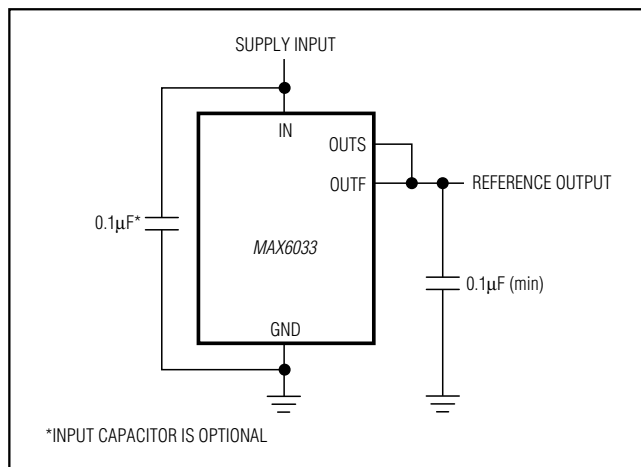 SUPPLY INPUT
IN
OUTS
OUTF
REFERENCE OUTPUT
0.1μF*
MAX6033
0.1μF (min)
GND
*INPUT CAPACITOR IS OPTIONAL